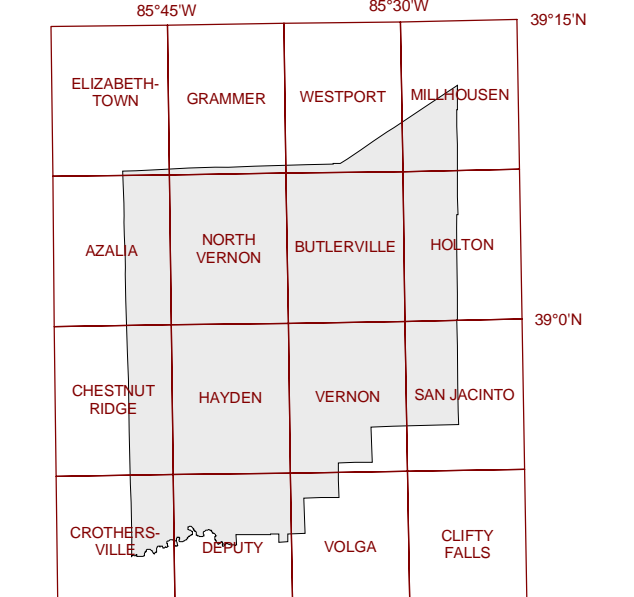 85°45'W
85°30'W
39°15'N
ELIZABETH-
TOWN
GRAMMER
WESTPORT
MILLHOUSEN
AZALIA
NORTH
VERNON
BUTLERVILLE
HOLTON
39°0'N
CHESTNUT
RIDGE
HAYDEN
VERNON
SAN JACINTO
CROTHERS-
VILLE
DEPUTY
VOLGA
CLIFTY
FALLS